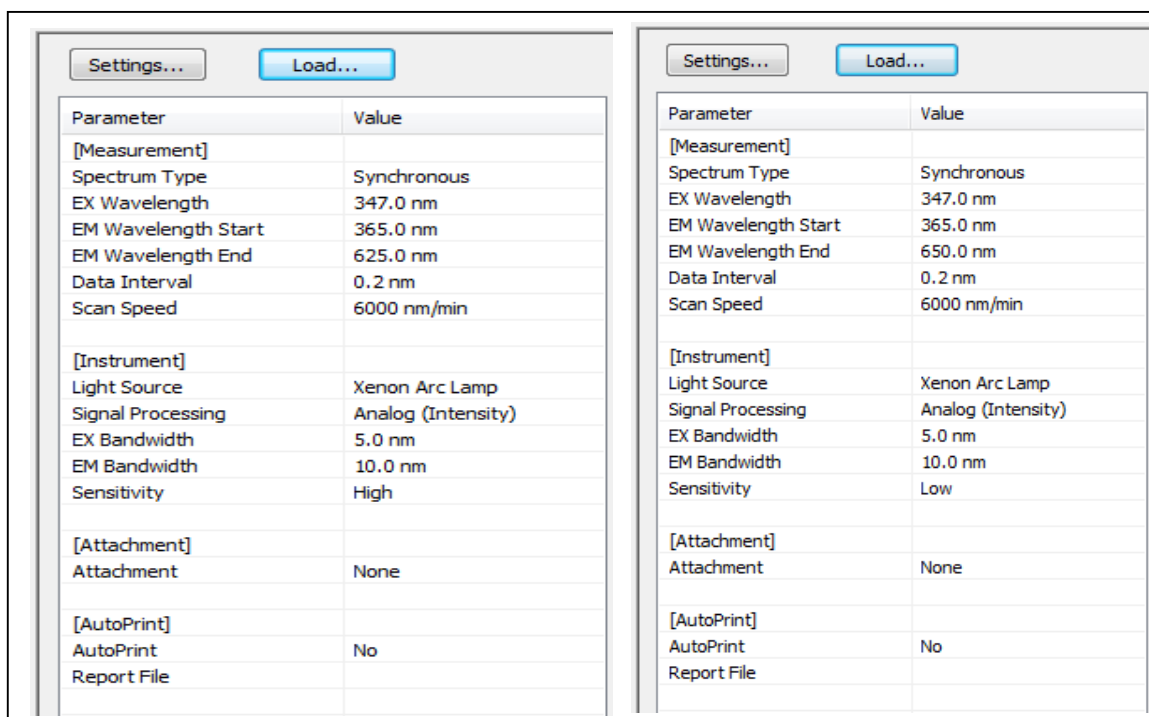 Settings... Load...
Parameter Value
[Measurement]
Spectrum Type Synchronous
EX Wavelength 347.0 nm
EM Wavelength Start 365.0 nm
EM Wavelength End 625.0 nm
Data Interval 0.2 nm
Scan Speed 6000 nm/min
[Instrument]
Light Source Xenon Arc Lamp
Signal Processing Analog (Intensity)
EX Bandwidth 5.0 nm
EM Bandwidth 10.0 nm
Sensitivity High
[Attachment]
Attachment None
[AutoPrint]
AutoPrint No
Report File
Settings... Load...
Parameter Value
[Measurement]
Spectrum Type Synchronous
EX Wavelength 347.0 nm
EM Wavelength Start 365.0 nm
EM Wavelength End 650.0 nm
Data Interval 0.2 nm
Scan Speed 6000 nm/min
[Instrument]
Light Source Xenon Arc Lamp
Signal Processing Analog (Intensity)
EX Bandwidth 5.0 nm
EM Bandwidth 10.0 nm
Sensitivity Low
[Attachment]
Attachment None
[AutoPrint]
AutoPrint No
Report File